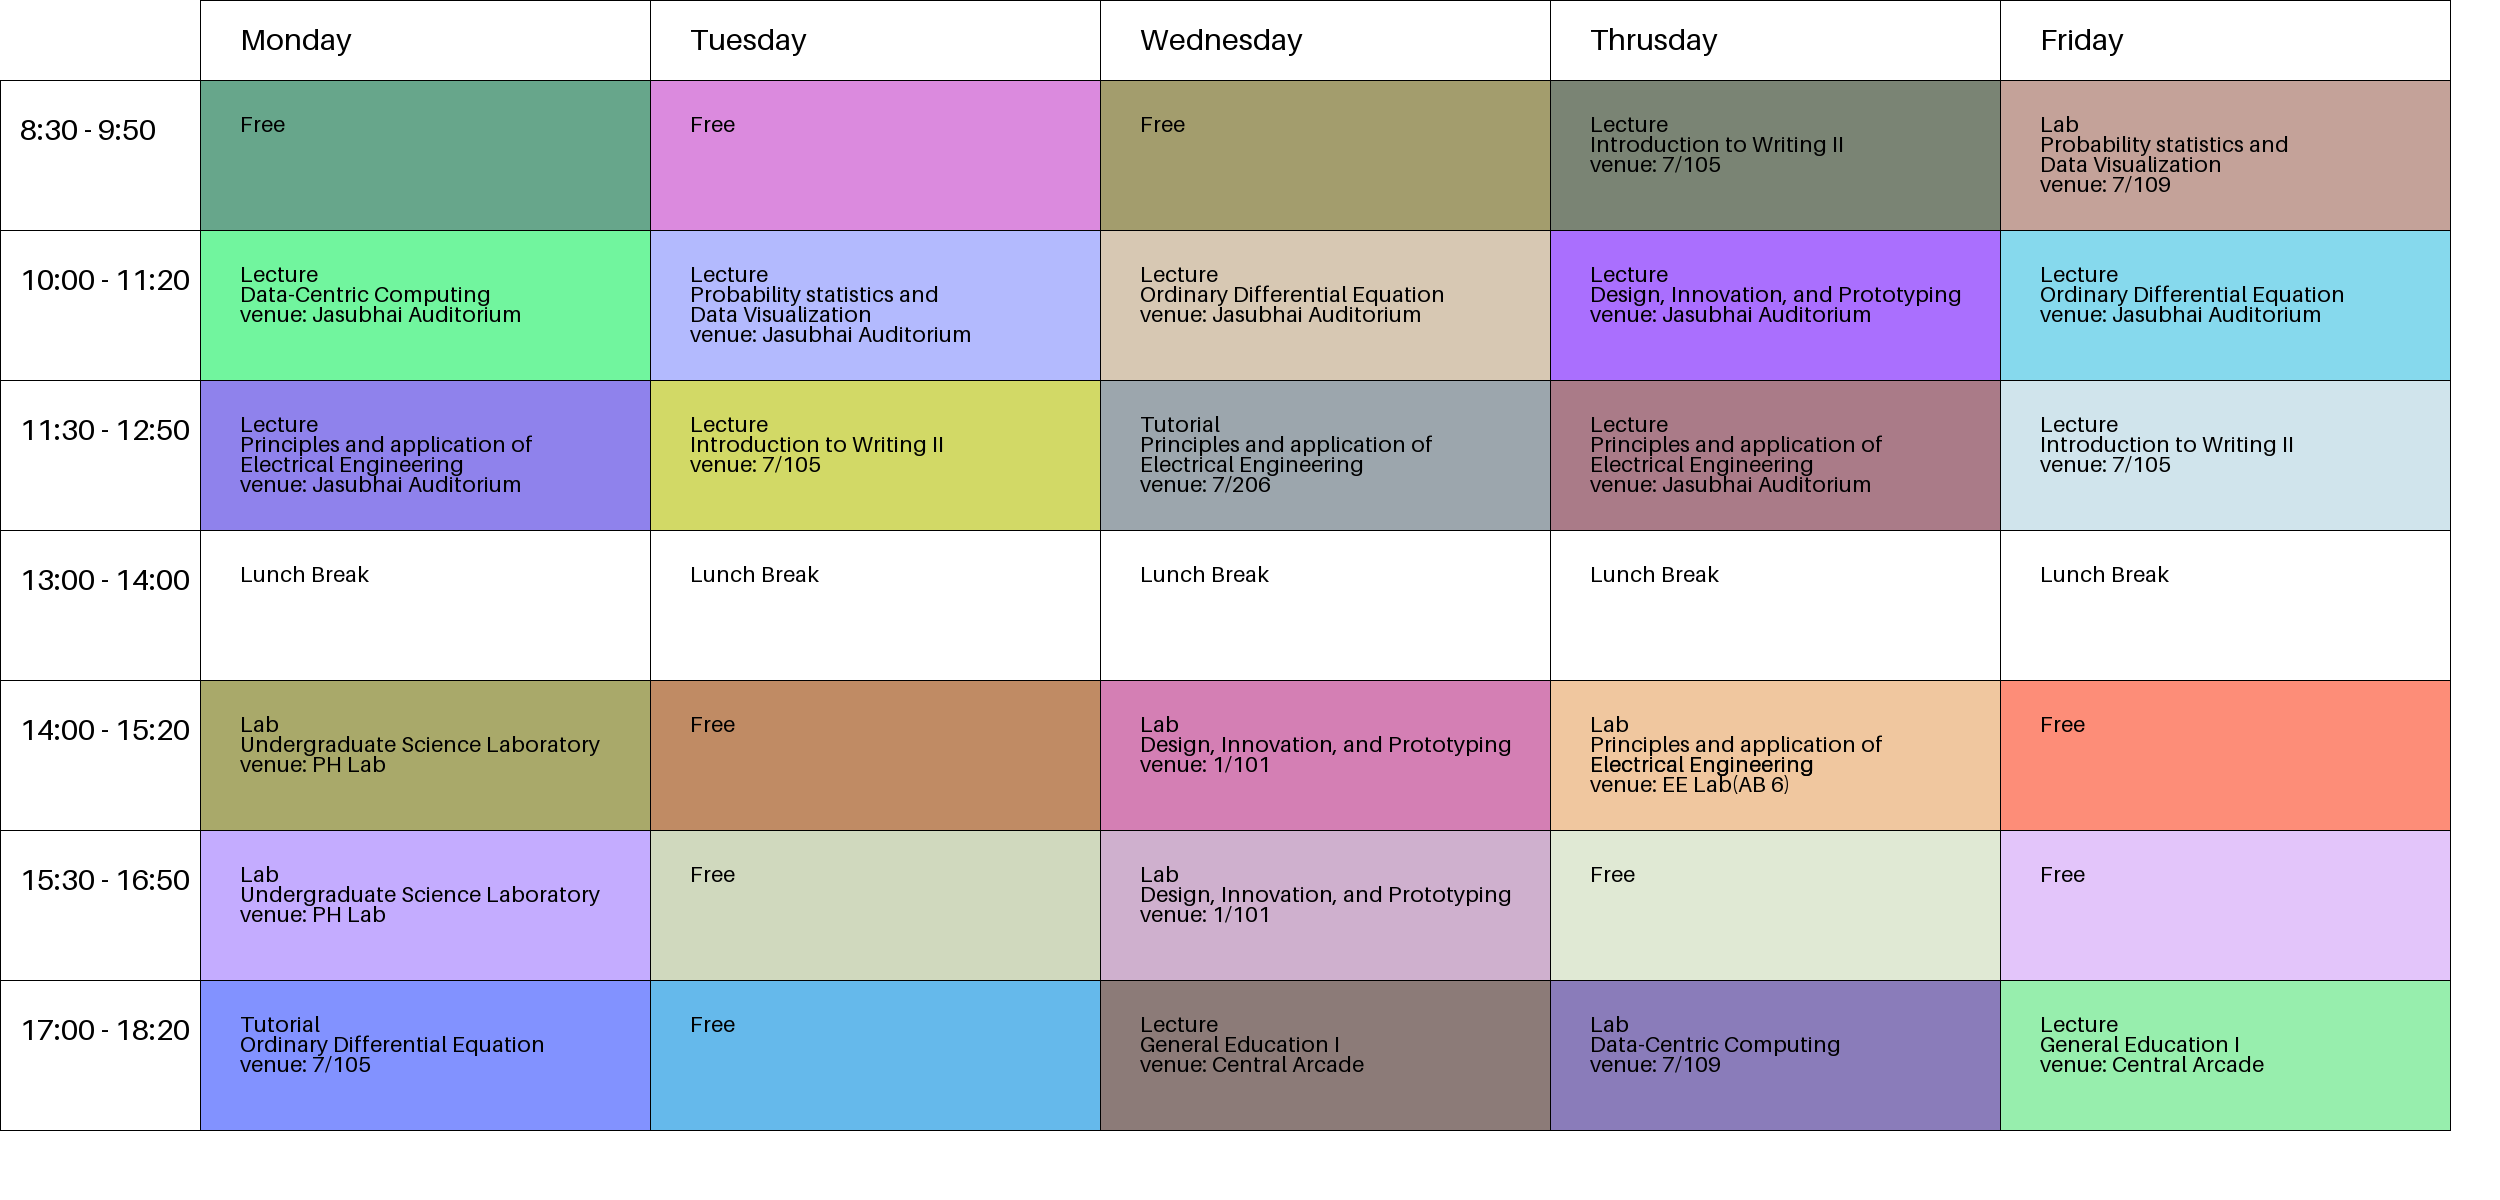 Monday
Tuesday
Wednesday
Thrusday
Friday
8:30 - 9:50
Free
Free
Free
Lecture
Introduction to Writing II
venue: 7/105
Lab
Probability statistics and
Data Visualization
venue: 7/109
10:00 - 11:20
Lecture
Data-Centric Computing
venue: Jasubhai Auditorium
Lecture
Probability statistics and
Data Visualization
venue: Jasubhai Auditorium
Lecture
Ordinary Differential Equation
venue: Jasubhai Auditorium
Lecture
Design, Innovation, and Prototyping
venue: Jasubhai Auditorium
Lecture
Ordinary Differential Equation
venue: Jasubhai Auditorium
11:30 - 12:50
Lecture
Principles and application of
Electrical Engineering
venue: Jasubhai Auditorium
Lecture
Introduction to Writing II
venue: 7/105
Tutorial
Principles and application of
Electrical Engineering
venue: 7/206
Lecture
Principles and application of
Electrical Engineering
venue: Jasubhai Auditorium
Lecture
Introduction to Writing II
venue: 7/105
13:00 - 14:00
Lunch Break
Lunch Break
Lunch Break
Lunch Break
Lunch Break
14:00 - 15:20
Lab
Undergraduate Science Laboratory
venue: PH Lab
Free
Lab
Design, Innovation, and Prototyping
venue: 1/101
Lab
Principles and application of
Electrical Engineering
venue: EE Lab(AB 6)
Free
15:30 - 16:50
Lab
Undergraduate Science Laboratory
venue: PH Lab
Free
Lab
Design, Innovation, and Prototyping
venue: 1/101
Free
Free
17:00 - 18:20
Tutorial
Ordinary Differential Equation
venue: 7/105
Free
Lecture
General Education I
venue: Central Arcade
Lab
Data-Centric Computing
venue: 7/109
Lecture
General Education I
venue: Central Arcade